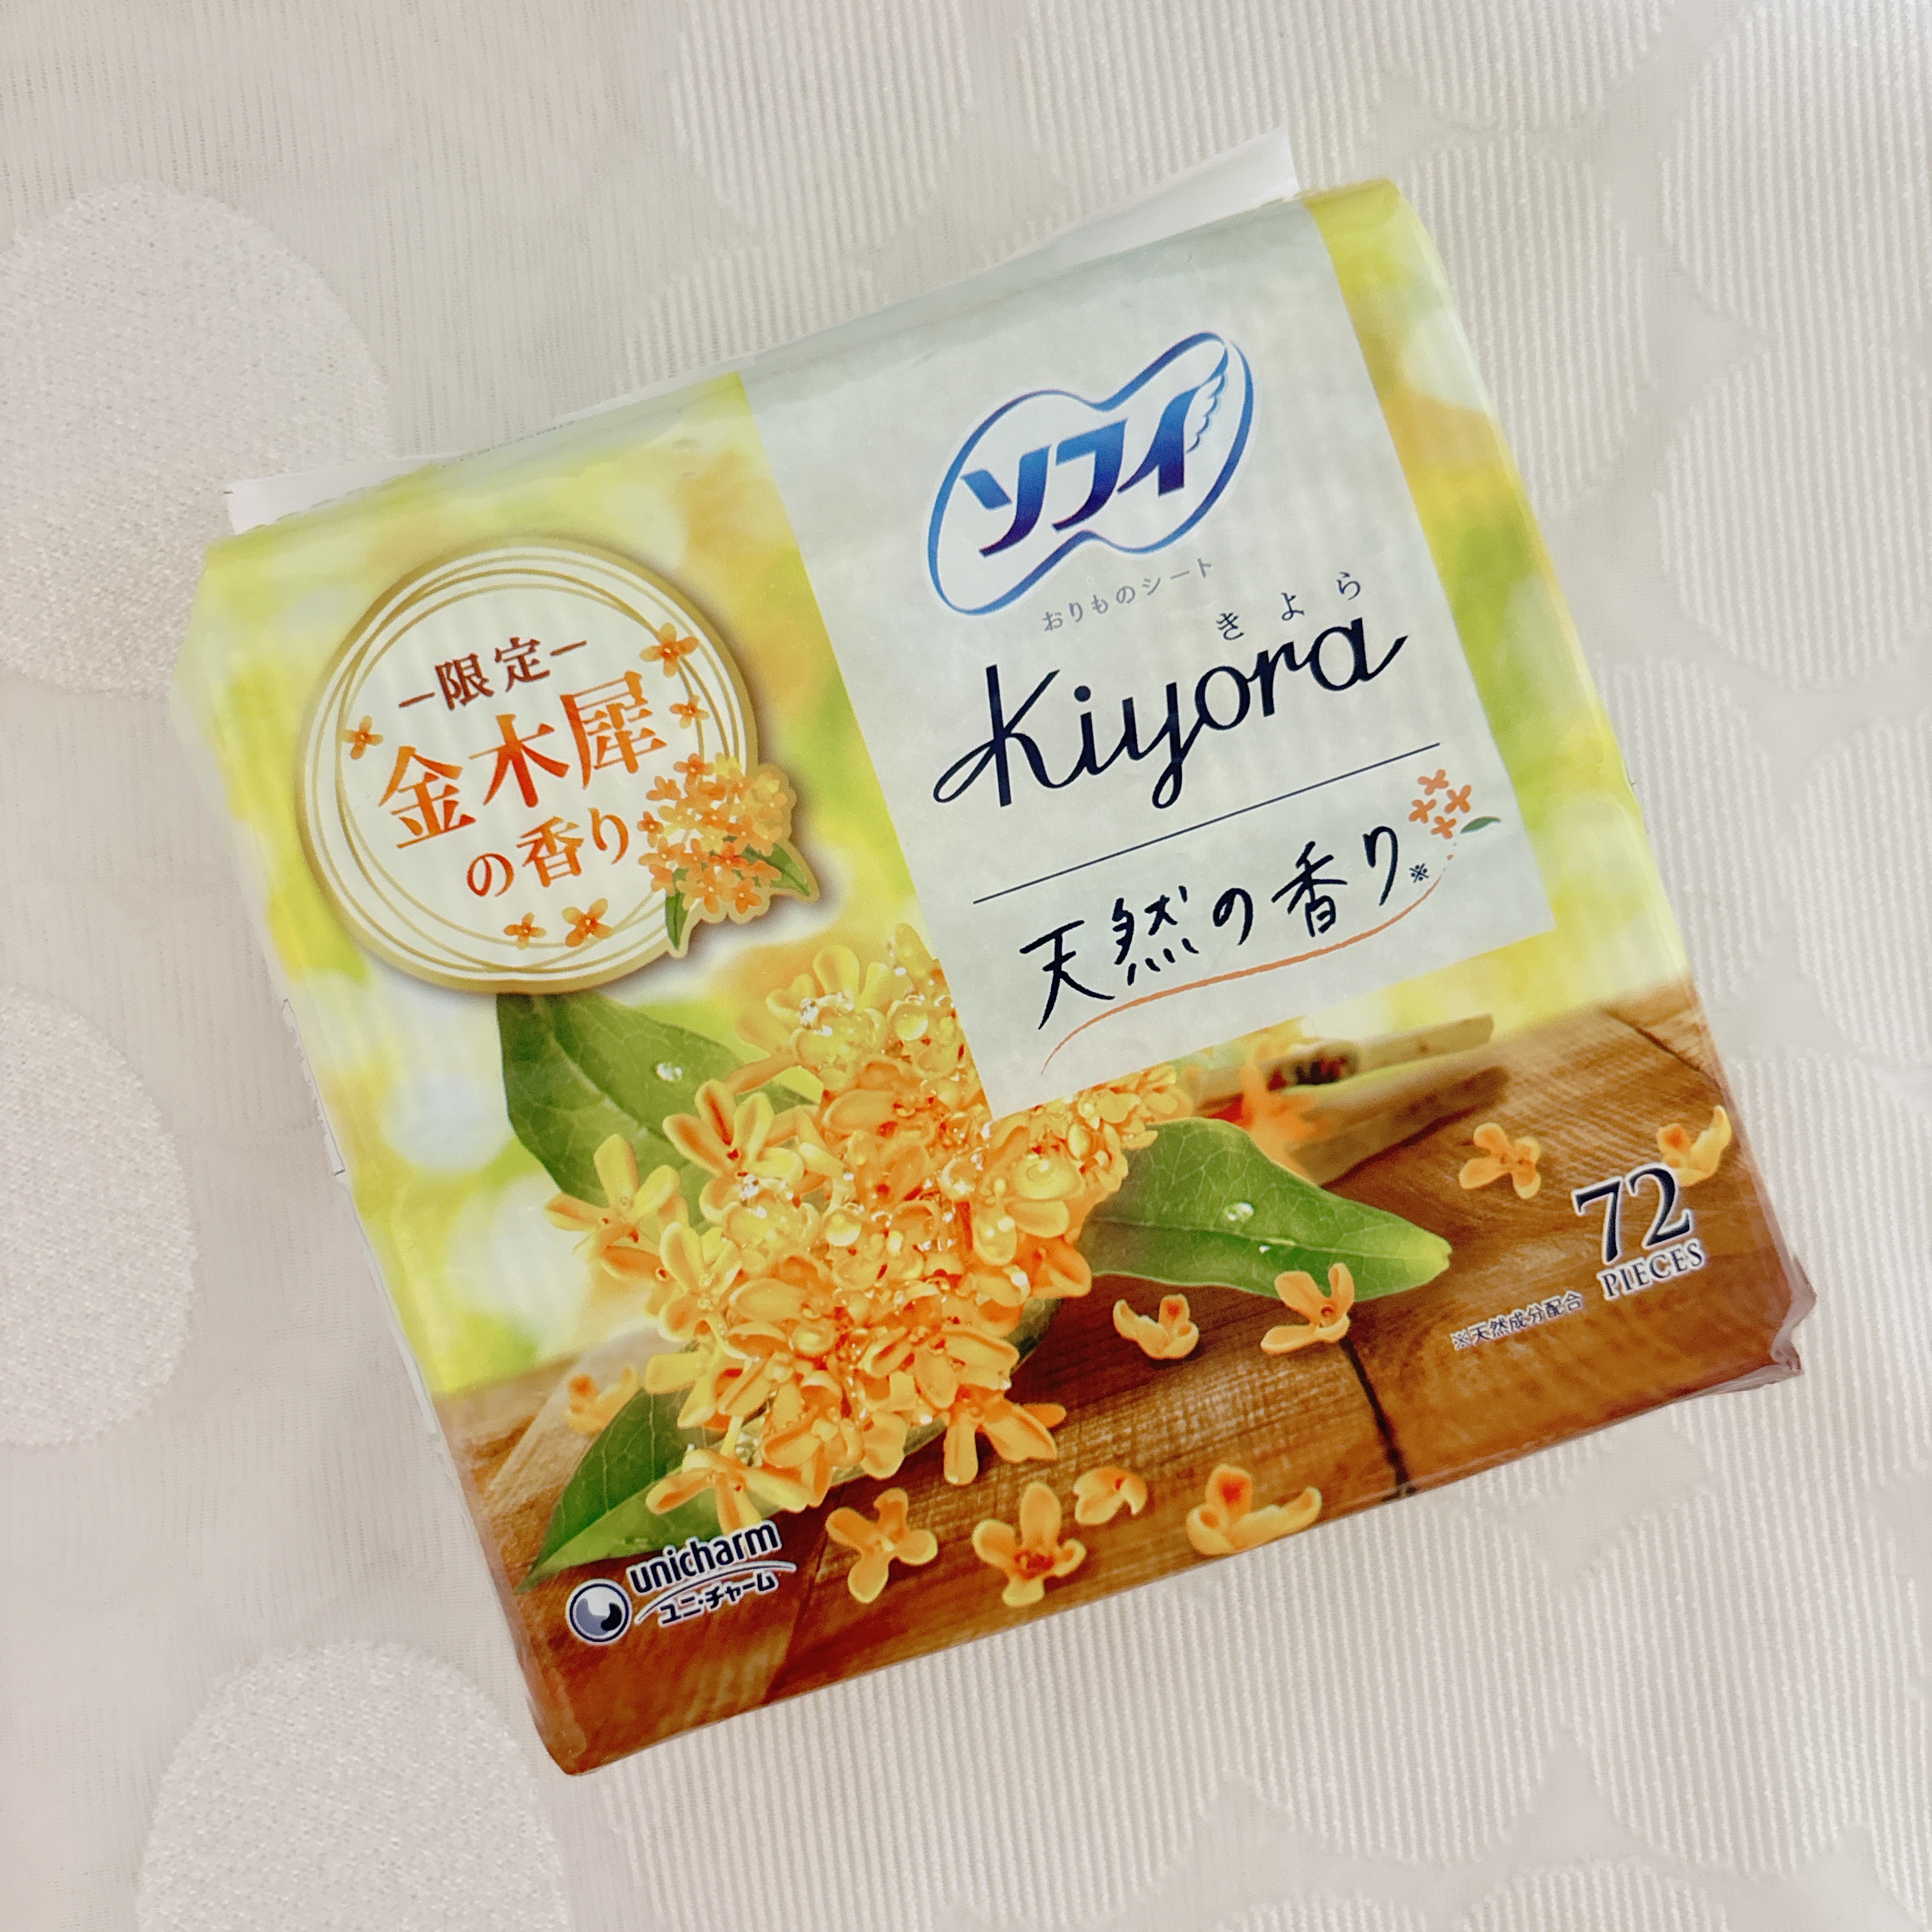 ー限定ー
金木犀
の香り
ソフィ
おりものシート
きよら
Kiyora
天然の香り※
72
PIECES
※天然成分配合
unicharm
ユニ・チャーム